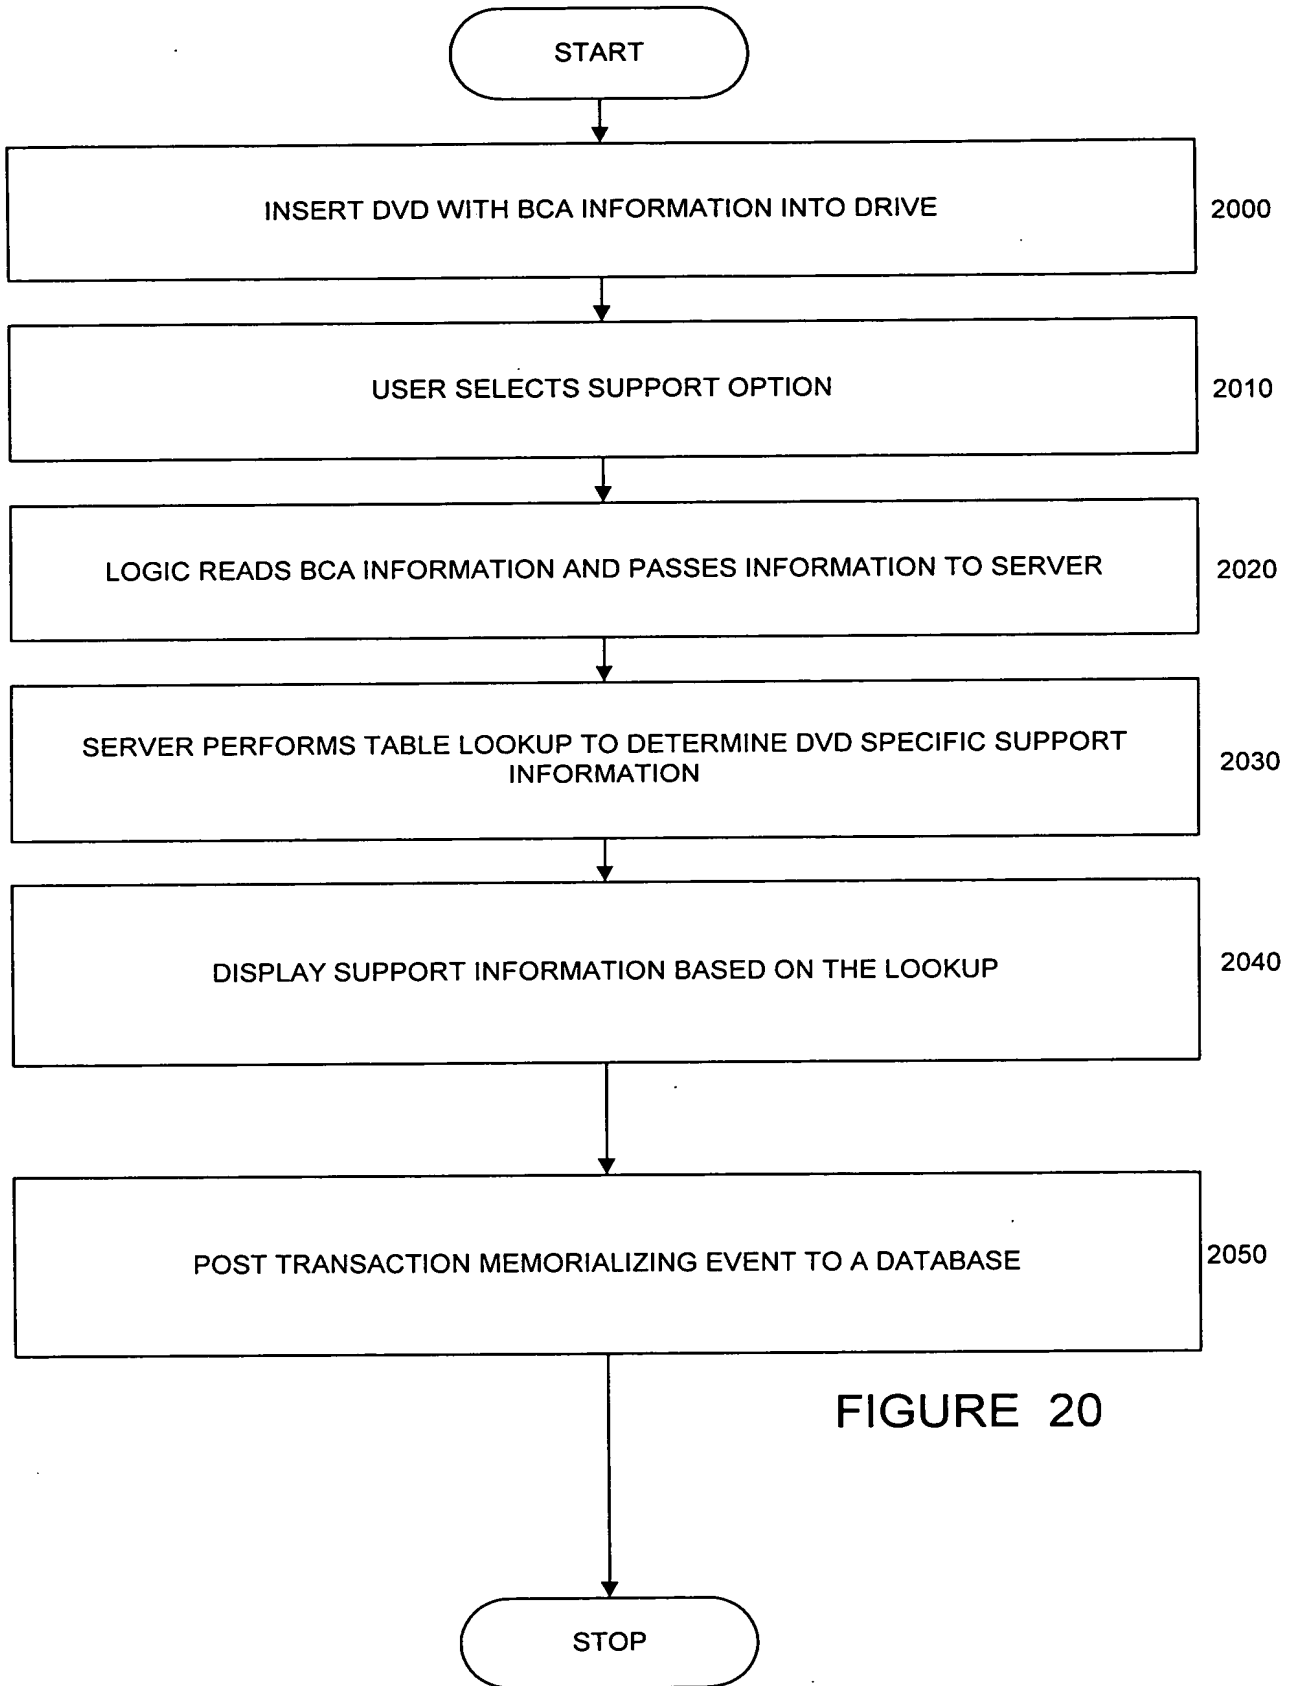 START
INSERT DVD WITH BCA INFORMATION INTO DRIVE
2000
USER SELECTS SUPPORT OPTION
2010
LOGIC READS BCA INFORMATION AND PASSES INFORMATION TO SERVER
2020
SERVER PERFORMS TABLE LOOKUP TO DETERMINE DVD SPECIFIC SUPPORT
INFORMATION
2030
DISPLAY SUPPORT INFORMATION BASED ON THE LOOKUP
2040
POST TRANSACTION MEMORIALIZING EVENT TO A DATABASE
2050
FIGURE 20
STOP